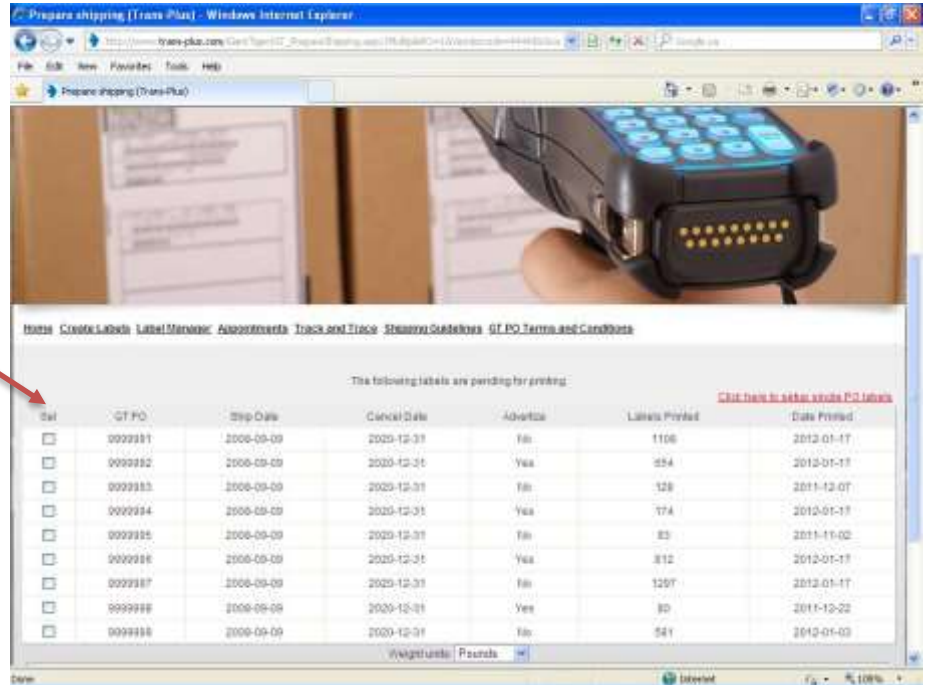 Prepare shipping (Trans-Plus) - Windows Internet Explorer
trans-plus.com
File Edit View Favorites Tools Help
Prepare shipping (Trans-Plus)
Home Create Labels Label Manager Appointments Track and Trace Shipping Guidelines GT PO Terms and Conditions
The following labels are pending for printing
Click here to setup single PO labels
Sel GT PO Ship Date Cancel Date Advertize Labels Printed Date Printed
9999991 2008-09-09 2020-12-31 No 1106 2012-01-17
9999992 2008-09-09 2020-12-31 Yes 654 2012-01-17
9999993 2008-09-09 2020-12-31 No 128 2011-12-07
9999994 2008-09-09 2020-12-31 Yes 174 2012-01-17
9999995 2008-09-09 2020-12-31 No 83 2011-11-02
9999996 2008-09-09 2020-12-31 Yes 812 2012-01-17
9999997 2008-09-09 2020-12-31 No 1297 2012-01-17
9999998 2008-09-09 2020-12-31 Yes 80 2011-12-22
2008-09-09 2020-12-31 No 581 2012-01-03
Weight units Pounds
Done Internet 108%